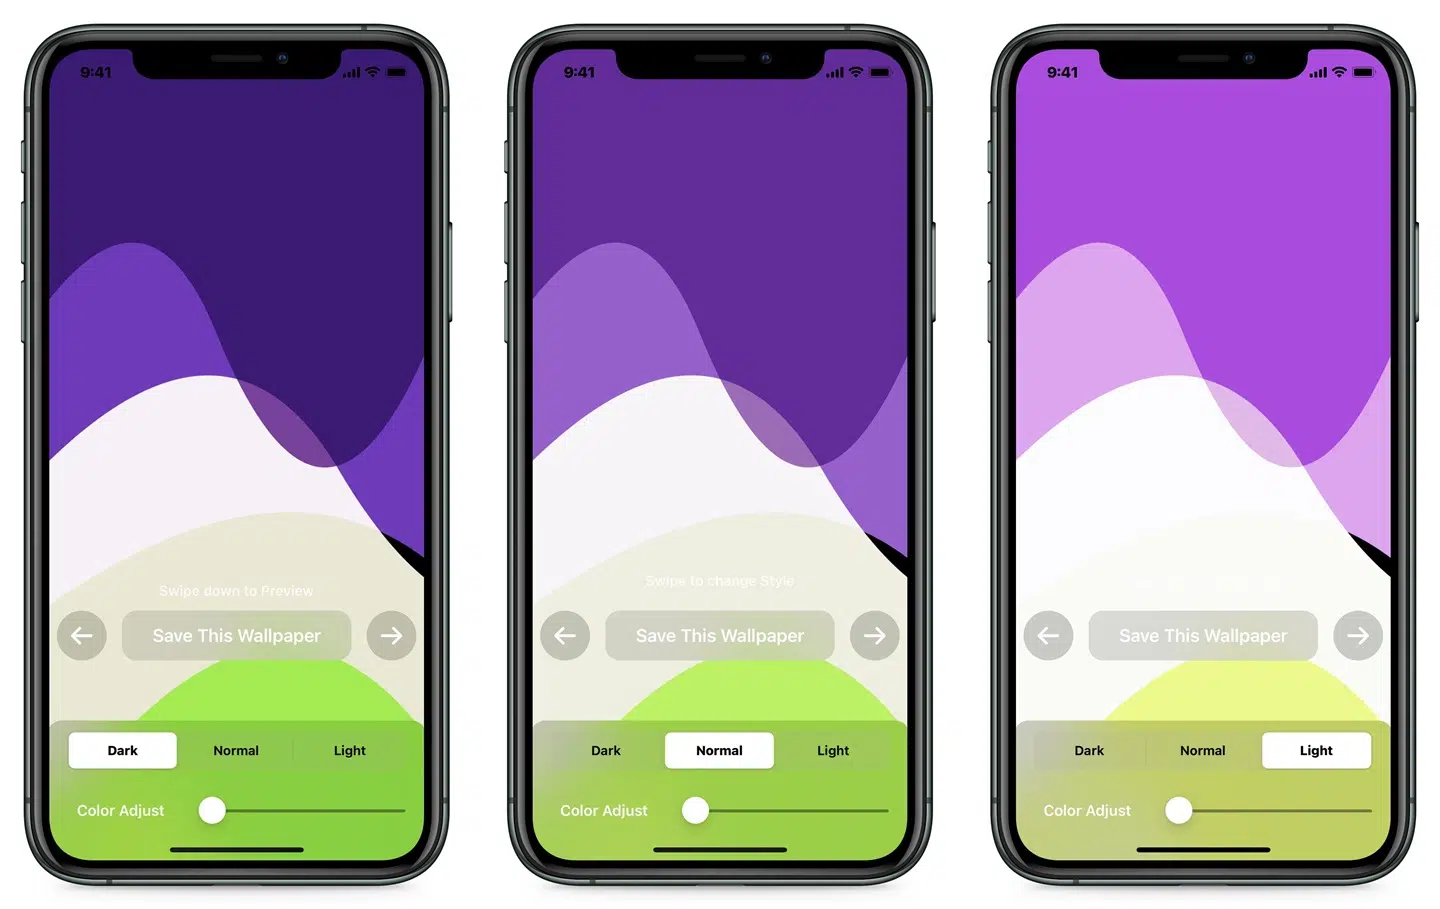 9:41
Swipe down to Preview
Save This Wallpaper
Dark Normal Light
Color Adjust
9:41
Swipe to change Style
Save This Wallpaper
Dark Normal Light
Color Adjust
9:41
Save This Wallpaper
Dark Normal Light
Color Adjust